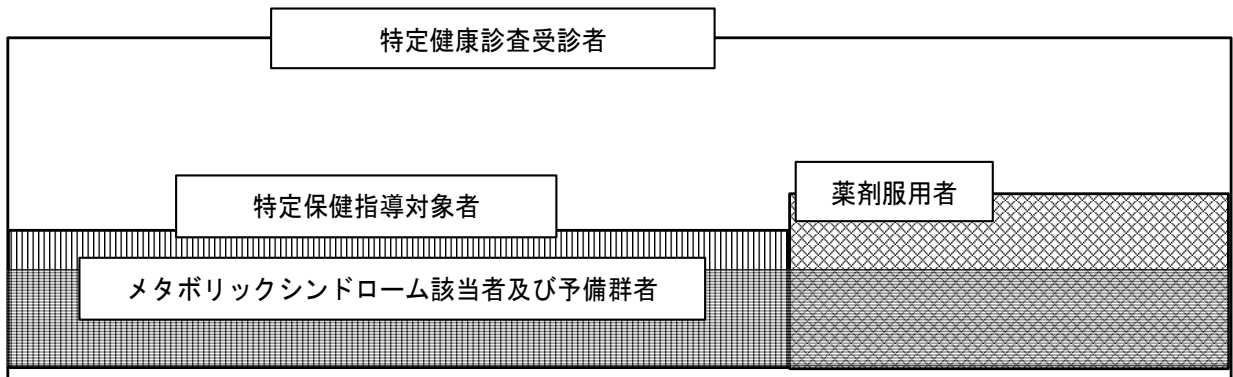 特定健康診査受診者
特定保健指導対象者
薬剤服用者
メタボリックシンドローム該当者及び予備群者